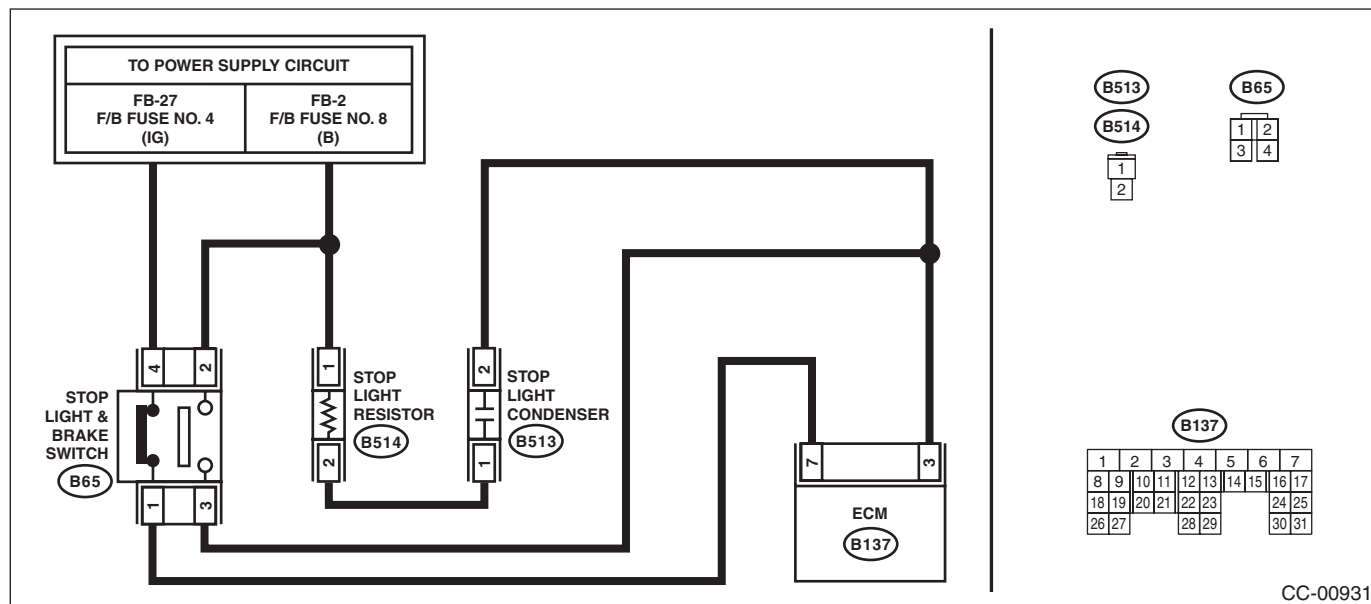 TO POWER SUPPLY CIRCUIT
FB-27
F/B FUSE NO. 4
(IG)
FB-2
F/B FUSE NO. 8
(B)
4 2
STOP
LIGHT &
BRAKE
SWITCH
B65
1 3
1
STOP
LIGHT
RESISTOR
B514
2
2
STOP
LIGHT
CONDENSER
B513
1
7 3
ECM
B137
B513
B514
1
2
B65
1 2
3 4
B137
1 2 3 4 5 6 7
8 9 10 11 12 13 14 15 16 17
18 19 20 21 22 23 24 25
26 27 28 29 30 31
CC-00931